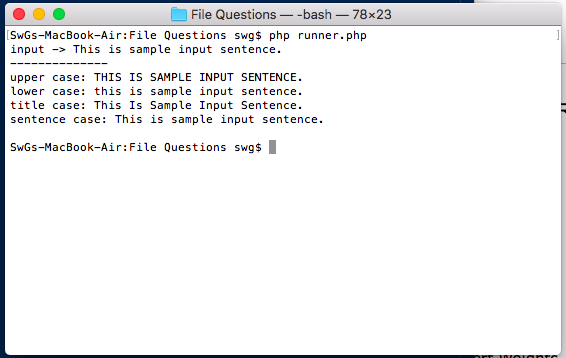 File Questions — -bash — 78×23
SwGs-MacBook-Air:File Questions swg$ php runner.php
input -> This is sample input sentence.
--------------
upper case: THIS IS SAMPLE INPUT SENTENCE.
lower case: this is sample input sentence.
title case: This Is Sample Input Sentence.
sentence case: This is sample input sentence.
SwGs-MacBook-Air:File Questions swg$